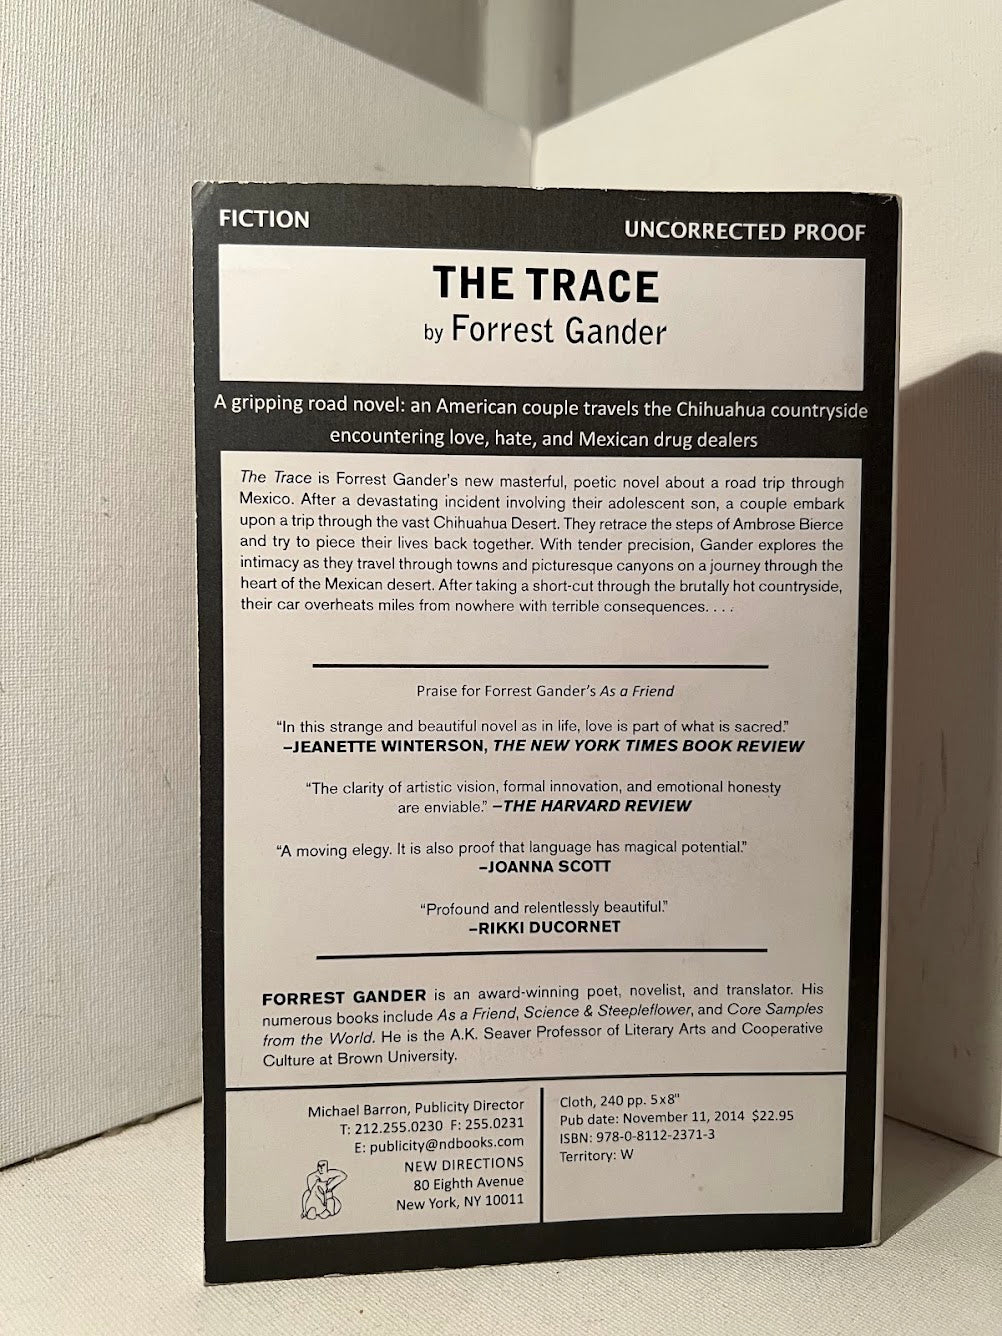 FICTION
UNCORRECTED PROOF
THE TRACE
by Forrest Gander
A gripping road novel: an American couple travels the Chihuahua countryside
encountering love, hate, and Mexican drug dealers
The Trace is Forrest Gander's new masterful, poetic novel about a road trip through
Mexico. After a devastating incident involving their adolescent son, a couple embark
upon a trip through the vast Chihuahua Desert. They retrace the steps of Ambrose Bierce
and try to piece their lives back together. With tender precision, Gander explores the
intimacy as they travel through towns and picturesque canyons on a journey through the
heart of the Mexican desert. After taking a short-cut through the brutally hot countryside,
their car overheats miles from nowhere with terrible consequences. . . .
Praise for Forrest Gander's As a Friend
"In this strange and beautiful novel as in life, love is part of what is sacred."
–JEANETTE WINTERSON, THE NEW YORK TIMES BOOK REVIEW
"The clarity of artistic vision, formal innovation, and emotional honesty
are enviable." –THE HARVARD REVIEW
"A moving elegy. It is also proof that language has magical potential."
–JOANNA SCOTT
"Profound and relentlessly beautiful."
–RIKKI DUCORNET
FORREST GANDER is an award-winning poet, novelist, and translator. His
numerous books include As a Friend, Science & Steepleflower, and Core Samples
from the World. He is the A.K. Seaver Professor of Literary Arts and Cooperative
Culture at Brown University.
Michael Barron, Publicity Director
T: 212.255.0230 F: 255.0231
E: publicity@ndbooks.com
NEW DIRECTIONS
80 Eighth Avenue
New York, NY 10011
Cloth, 240 pp. 5x8"
Pub date: November 11, 2014 $22.95
ISBN: 978-0-8112-2371-3
Territory: W